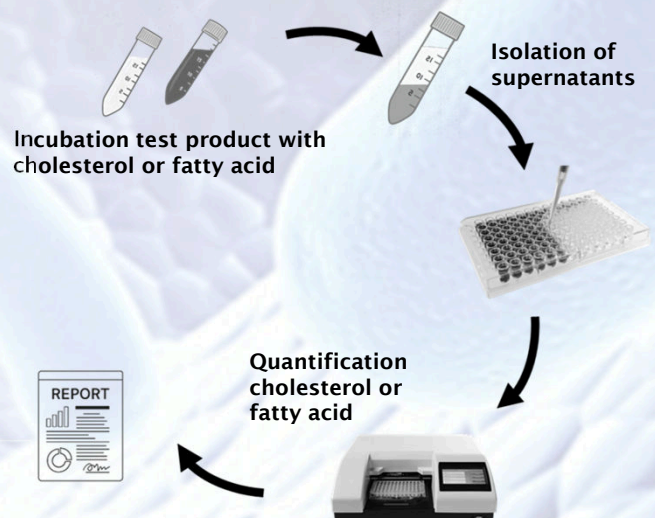 Isolation of
supernatants
Incubation test product with
cholesterol or fatty acid
Quantification
cholesterol or
fatty acid
REPORT